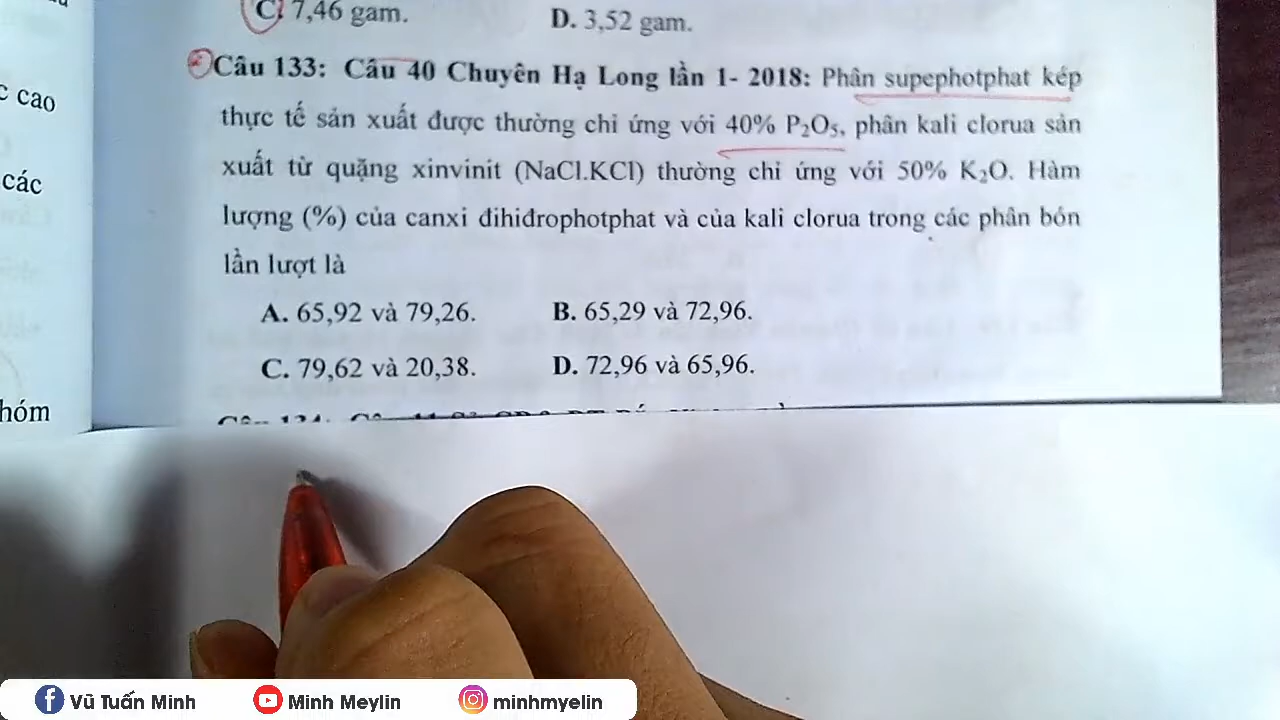 C. 7,46 gam. D. 3,52 gam.
Câu 133: Câu 40 Chuyên Hạ Long lần 1- 2018: Phân supephotphat kép
thực tế sản xuất được thường chỉ ứng với 40% P₂O₅, phân kali clorua sản
c cao
xuất từ quặng xinvinit (NaCl.KCl) thường chỉ ứng với 50% K₂O. Hàm
các
lượng (%) của canxi đihiđrophotphat và của kali clorua trong các phân bón
lần lượt là
A. 65,92 và 79,26. B. 65,29 và 72,96.
C. 79,62 và 20,38. D. 72,96 và 65,96.
hóm
Vũ Tuấn Minh Minh Meylin minhmyelin